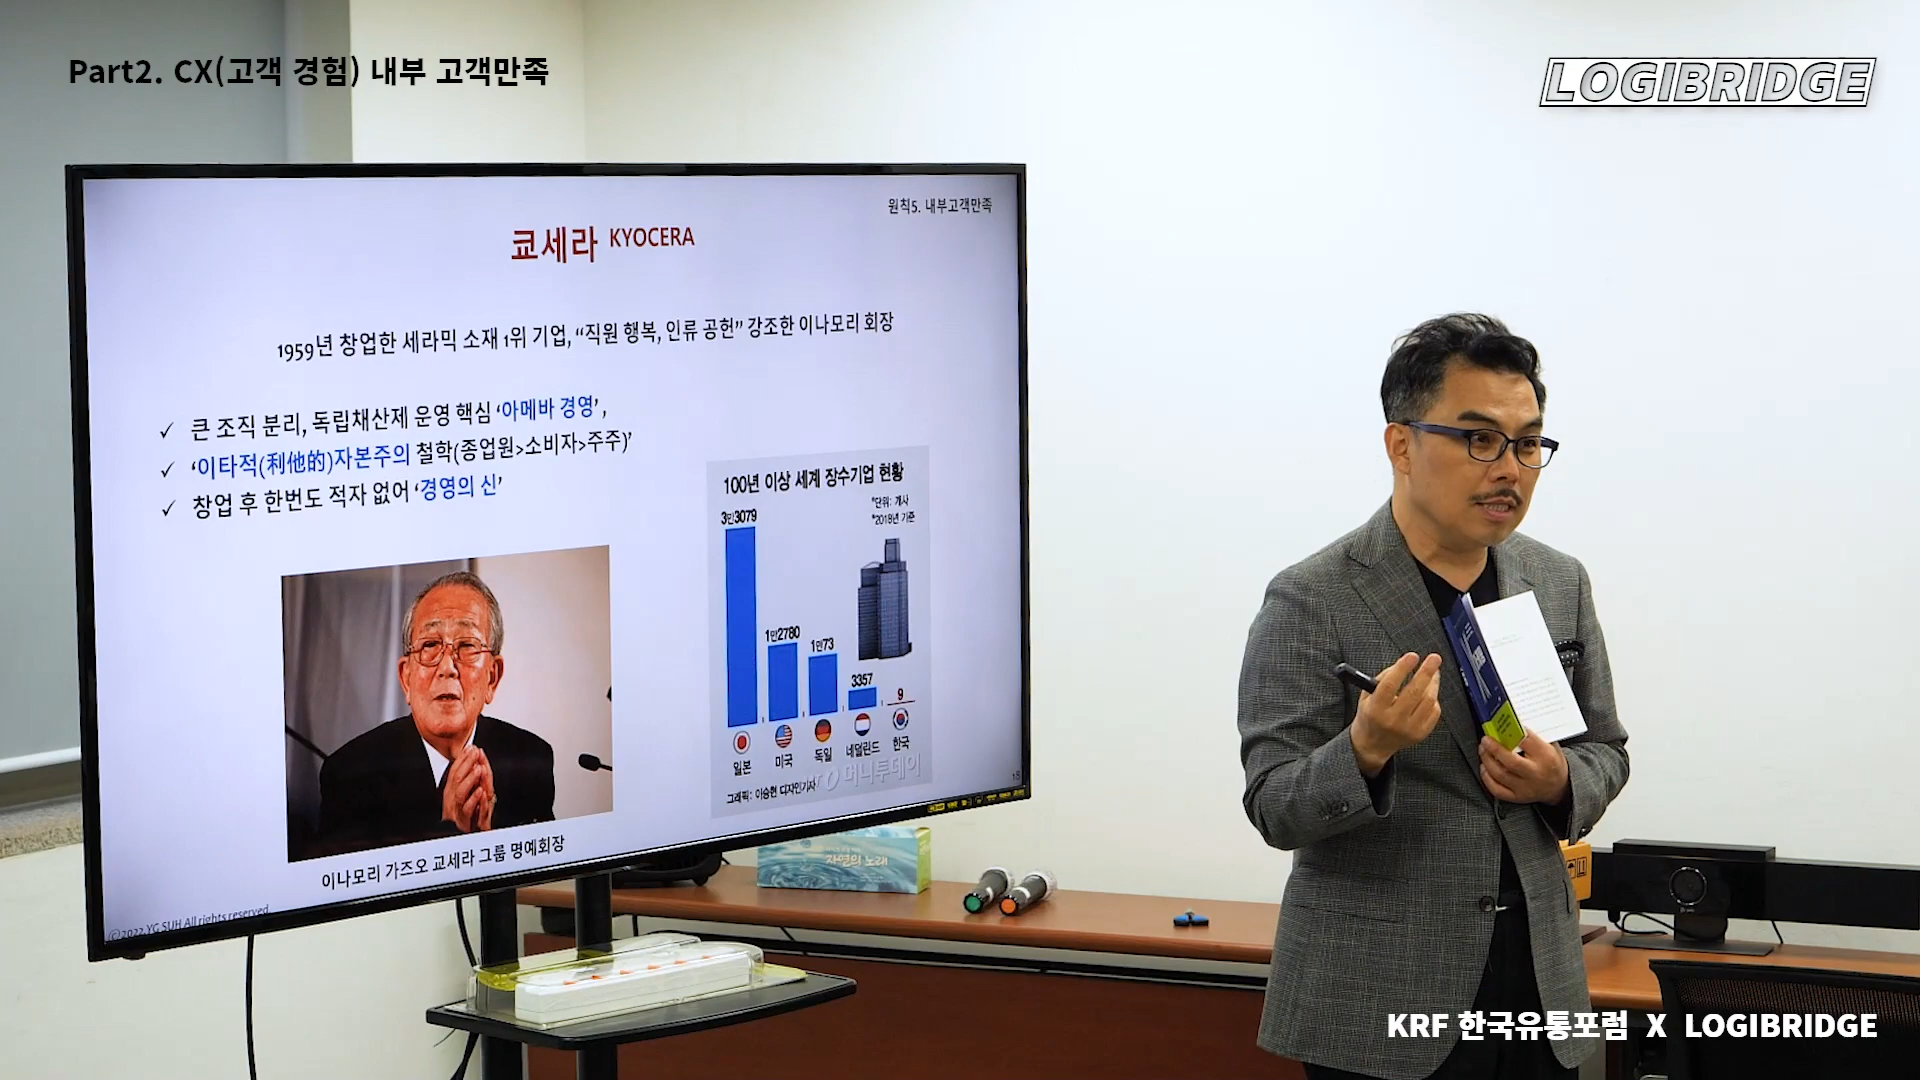 Part2. CX(고객 경험) 내부 고객만족
LOGIBRIDGE
원칙5. 내부고객만족
쿄세라 KYOCERA
1959년 창업한 세라믹 소재 1위 기업, “직원 행복, 인류 공헌” 강조한 이나모리 회장
✓ 큰 조직 분리, 독립채산제 운영 핵심 ‘아메바 경영’,
✓ ‘이타적(利他的)자본주의 철학(종업원>소비자>주주)’
✓ 창업 후 한번도 적자 없어 ‘경영의 신’
100년 이상 세계 장수기업 현황
*단위: 개사
*2018년 기준
3만3079
1만2780
1만73
3357
9
일본 미국 독일 네덜란드 한국
그래픽: 이승현 디자인기자
머니투데이
이나모리 가즈오 교세라 그룹 명예회장
ⓒ2022.YG SUH All rights reserved
자연의 노래
KRF 한국유통포럼 X LOGIBRIDGE